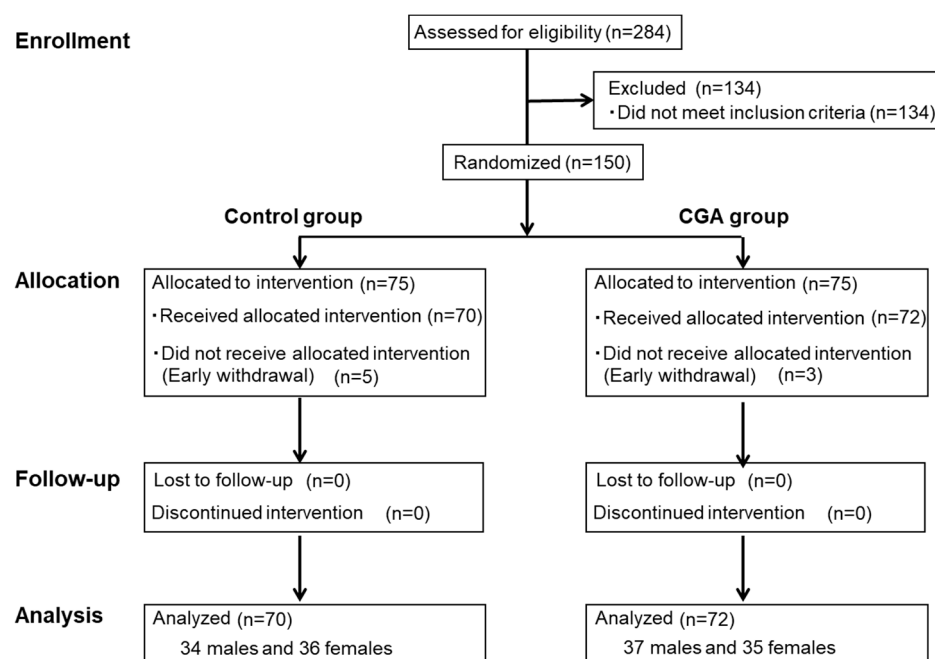 Enrollment
Assessed for eligibility (n=284)
Excluded (n=134)
・Did not meet inclusion criteria (n=134)
Randomized (n=150)
Control group
CGA group
Allocation
Allocated to intervention (n=75)
・Received allocated intervention (n=70)
・Did not receive allocated intervention
(Early withdrawal) (n=5)
Allocated to intervention (n=75)
・Received allocated intervention (n=72)
・Did not receive allocated intervention
(Early withdrawal) (n=3)
Follow-up
Lost to follow-up (n=0)
Discontinued intervention (n=0)
Lost to follow-up (n=0)
Discontinued intervention (n=0)
Analysis
Analyzed (n=70)
34 males and 36 females
Analyzed (n=72)
37 males and 35 females